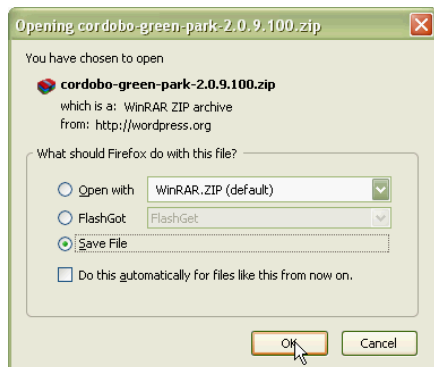 Opening cordobo-green-park-2.0.9.100.zip
You have chosen to open
cordobo-green-park-2.0.9.100.zip
which is a: WinRAR ZIP archive
from: http://wordpress.org
What should Firefox do with this file?
Open with WinRAR.ZIP (default)
FlashGot FlashGet
Save File
Do this automatically for files like this from now on.
OK Cancel